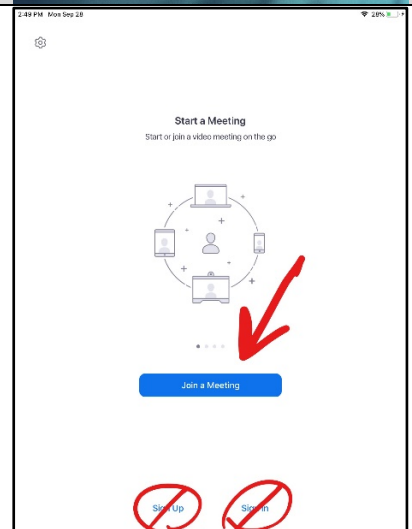 2:49 PM Mon Sep 28 28%
Start a Meeting
Start or join a video meeting on the go
Join a Meeting
Sign Up Sign In